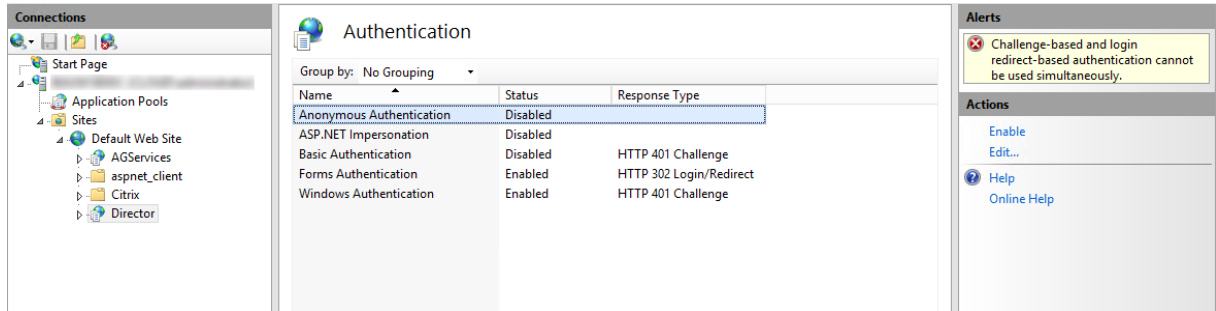 Connections
Start Page
Application Pools
Sites
Default Web Site
AGServices
aspnet_client
Citrix
Director
Authentication
Group by: No Grouping
Name Status Response Type
Anonymous Authentication Disabled
ASP.NET Impersonation Disabled
Basic Authentication Disabled HTTP 401 Challenge
Forms Authentication Enabled HTTP 302 Login/Redirect
Windows Authentication Enabled HTTP 401 Challenge
Alerts
Challenge-based and login
redirect-based authentication cannot
be used simultaneously.
Actions
Enable
Edit...
Help
Online Help